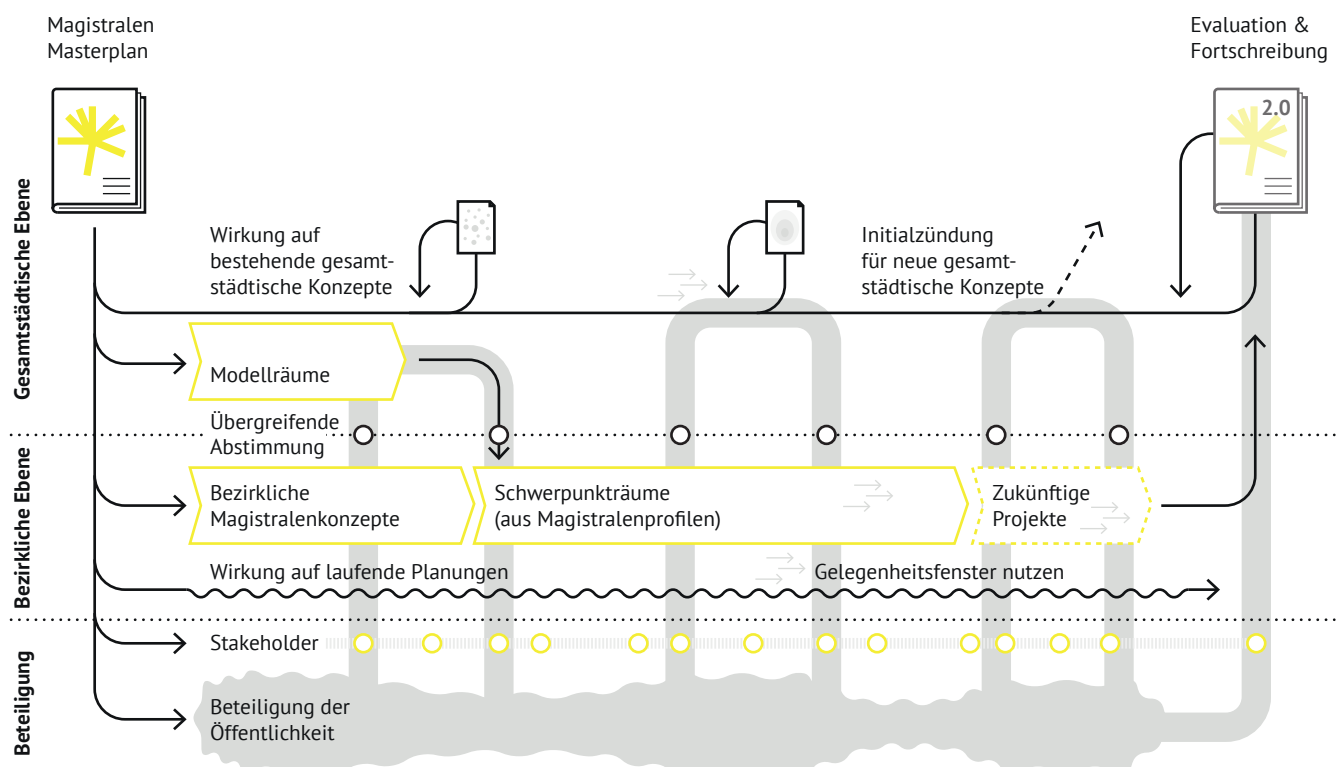 Magistralen
Masterplan
Evaluation &
Fortschreibung
2.0
Gesamtstädtische Ebene
Wirkung auf
bestehende gesamt-
städtische Konzepte
Initialzündung
für neue gesamt-
städtische Konzepte
Modellräume
Übergreifende
Abstimmung
Bezirkliche Ebene
Bezirkliche
Magistralenkonzepte
Schwerpunkträume
(aus Magistralenprofilen)
Zukünftige
Projekte
Wirkung auf laufende Planungen
Gelegenheitsfenster nutzen
Beteiligung
Stakeholder
Beteiligung der
Öffentlichkeit